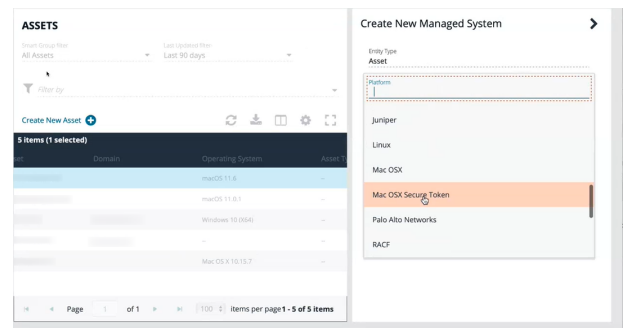 ASSETS
Smart Group filter
All Assets
Last Updated Filter
Last 90 days
Filter by
Create New Asset
5 items (1 selected)
set
Domain
Operating System
Asset T
macOS 11.6
--
macOS 11.0.1
--
Windows 10 (X64)
--
--
--
Mac OS X 10.15.7
--
Page
1
of 1
100
items per page
1 - 5 of 5 items
Create New Managed System
Entity Type
Asset
Platform
Juniper
Linux
Mac OSX
Mac OSX Secure Token
Palo Alto Networks
RACF